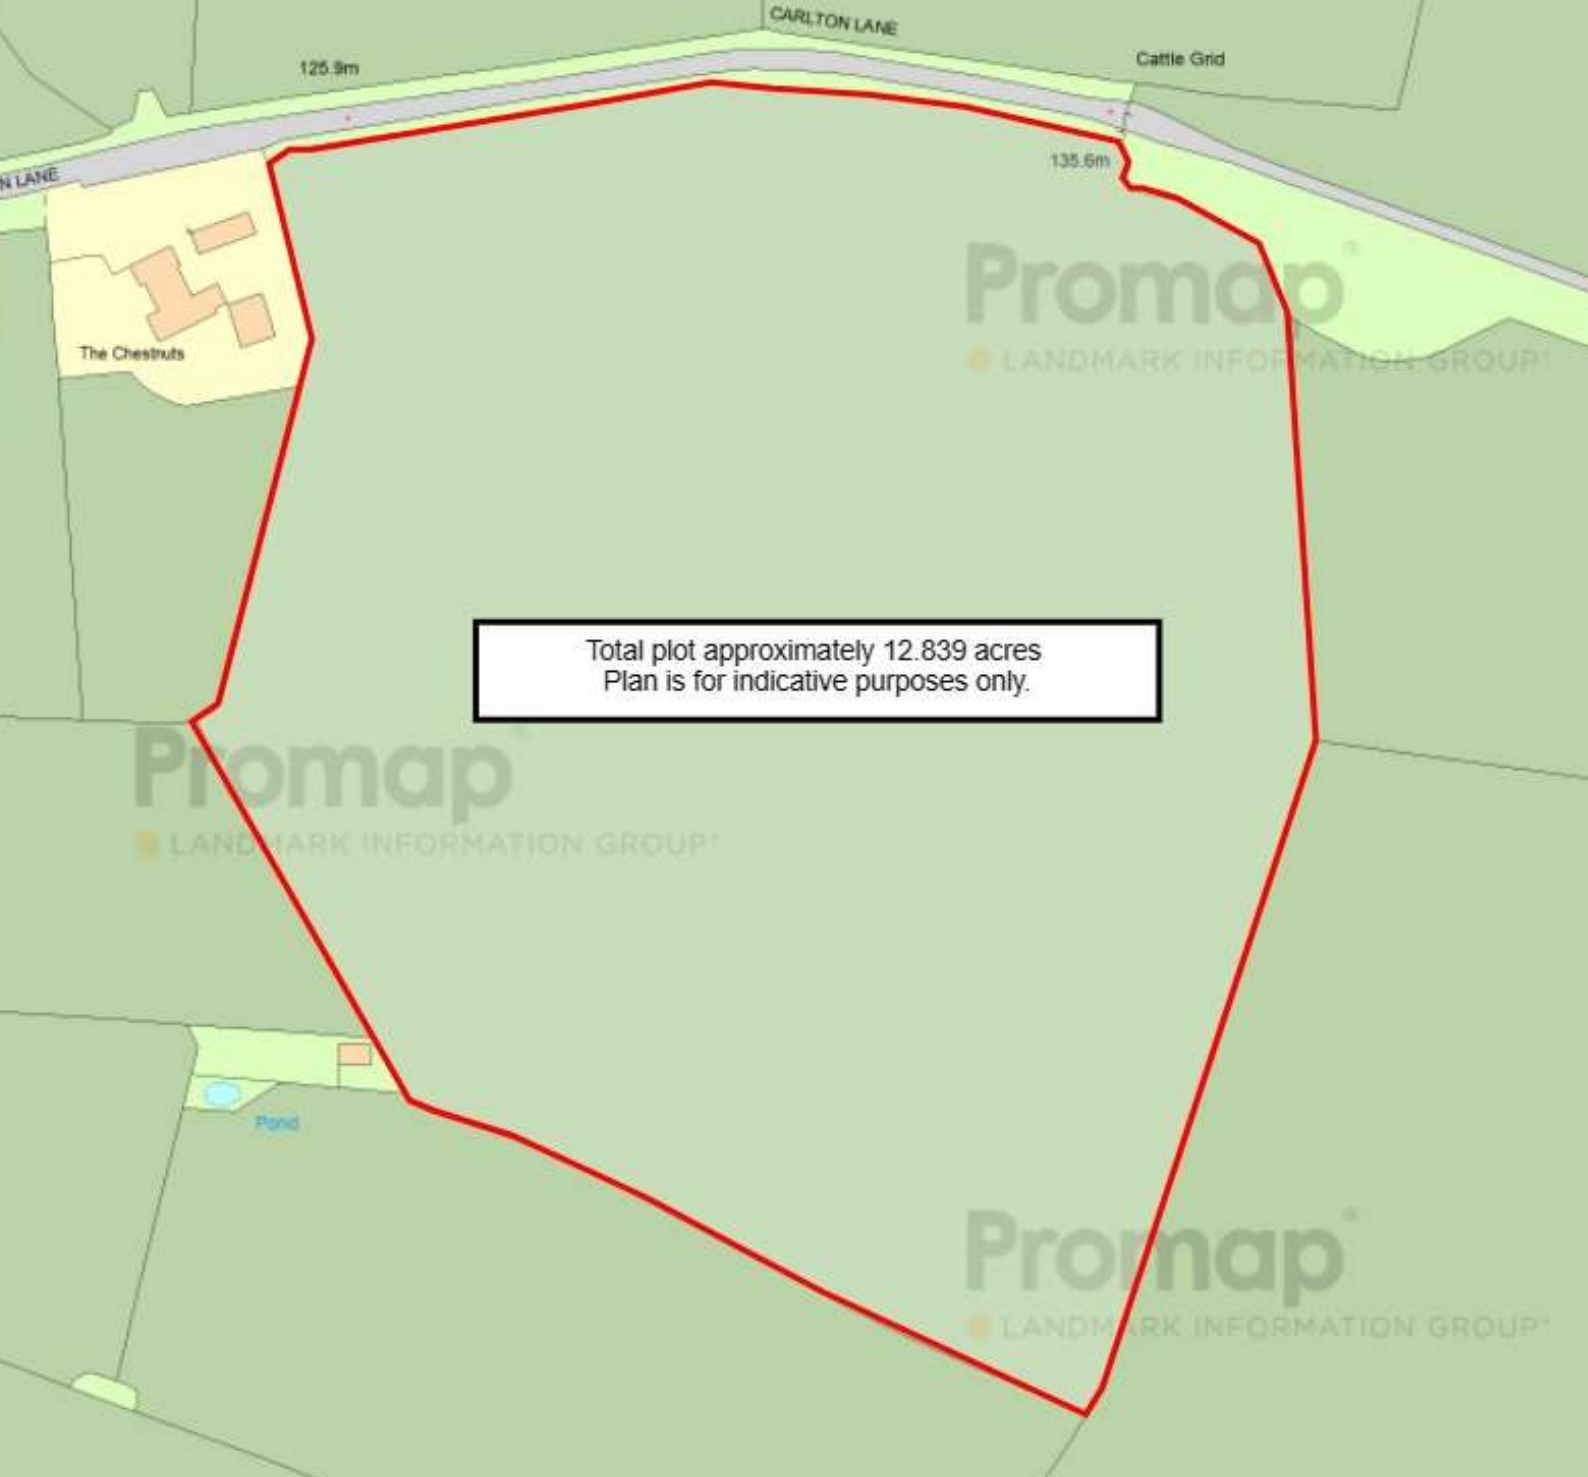 CARLTON LANE
125.9m
Cattle Grid
N LANE
135.6m
Promap
LANDMARK INFORMATION GROUP
The Chestnuts
Total plot approximately 12.839 acres
Plan is for indicative purposes only.
Promap
LANDMARK INFORMATION GROUP
Pond
Promap
LANDMARK INFORMATION GROUP